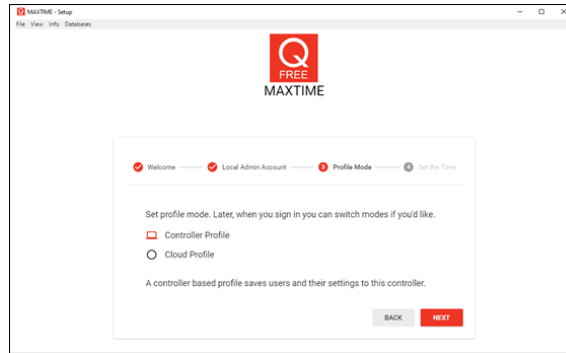 MAXTIME - Setup
File View Info Databases
Q
FREE
MAXTIME
Welcome
Local Admin Account
3 Profile Mode
4 Set the Time
Set profile mode. Later, when you sign in you can switch modes if you'd like.
Controller Profile
Cloud Profile
A controller based profile saves users and their settings to this controller.
BACK NEXT